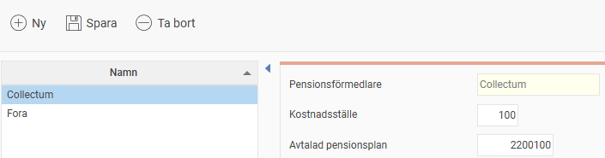 Ny Spara Ta bort
Namn
Collectum
Fora
Pensionsförmedlare Collectum
Kostnadsställe 100
Avtalad pensionsplan 2200100